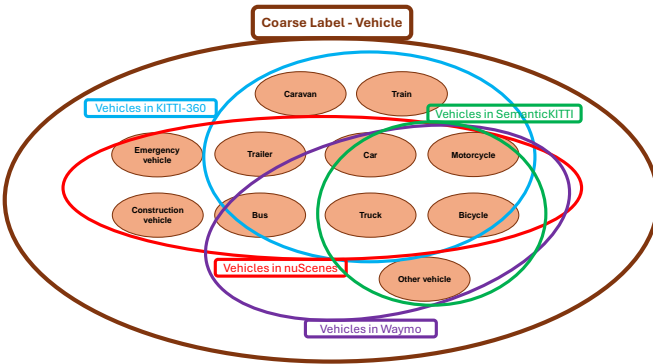 Coarse Label - Vehicle
Caravan
Train
Vehicles in KITTI-360
Vehicles in SemanticKITTI
Emergency
vehicle
Trailer
Car
Motorcycle
Construction
vehicle
Bus
Truck
Bicycle
Vehicles in nuScenes
Other vehicle
Vehicles in Waymo